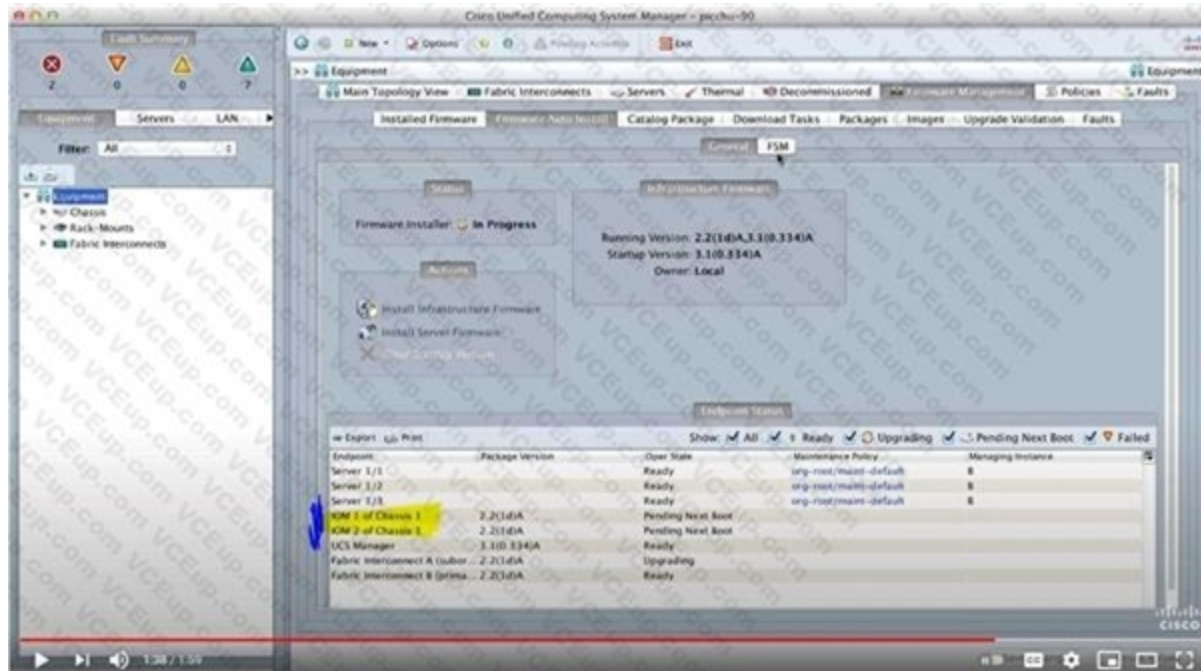 Cisco Unified Computing System Manager - picchu-90
Fault Summary
2 0 0 7
New Options Pending Activities Exit
>> Equipment Equipment
Main Topology View Fabric Interconnects Servers Thermal Decommissioned Firmware Management Policies Faults
Equipment Servers LAN
Installed Firmware Firmware Auto Install Catalog Package Download Tasks Packages Images Upgrade Validation Faults
Filter: All
General FSM
Equipment
Chassis
Rack-Mounts
Fabric Interconnects
Status
Firmware Installer: In Progress
Actions
Install Infrastructure Firmware
Install Server Firmware
Infrastructure Firmware
Running Version: 2.2(1d)A,3.1(0.334)A
Startup Version: 3.1(0.334)A
Owner: Local
Endpoint Status
Export Print Show: All Ready Upgrading Pending Next Boot Failed
Endpoint Package Version Oper State Maintenance Policy Managing Instance
Server 1/1 Ready org-root/maint-default B
Server 1/2 Ready org-root/maint-default B
Server 1/3 Ready org-root/maint-default B
IOM 1 of Chassis 1 2.2(1d)A Pending Next Boot
IOM 2 of Chassis 1 2.2(1d)A Pending Next Boot
UCS Manager 3.1(0.334)A Ready
Fabric Interconnect A (subor... 2.2(1d)A Upgrading
Fabric Interconnect B (prima... 2.2(1d)A Ready
CISCO
1:38 / 1:59
CC
VCEup.com